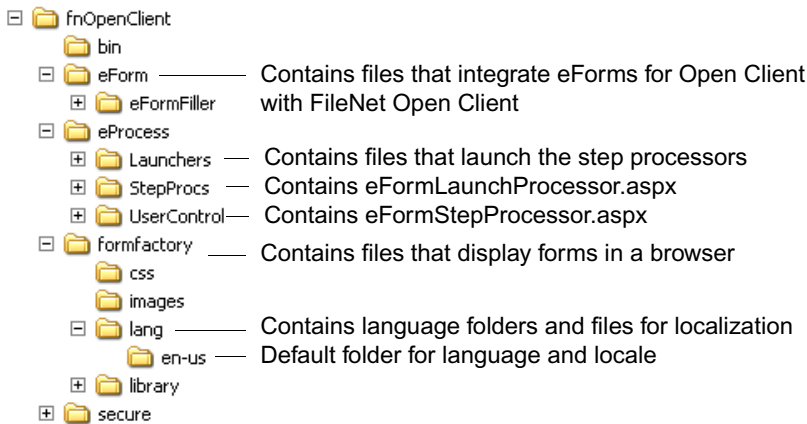 fnOpenClient
bin
eForm Contains files that integrate eForms for Open Client
eFormFiller with FileNet Open Client
eProcess
Launchers Contains files that launch the step processors
StepProcs Contains eFormLaunchProcessor.aspx
UserControl Contains eFormStepProcessor.aspx
formfactory Contains files that display forms in a browser
css
images
lang Contains language folders and files for localization
en-us Default folder for language and locale
library
secure